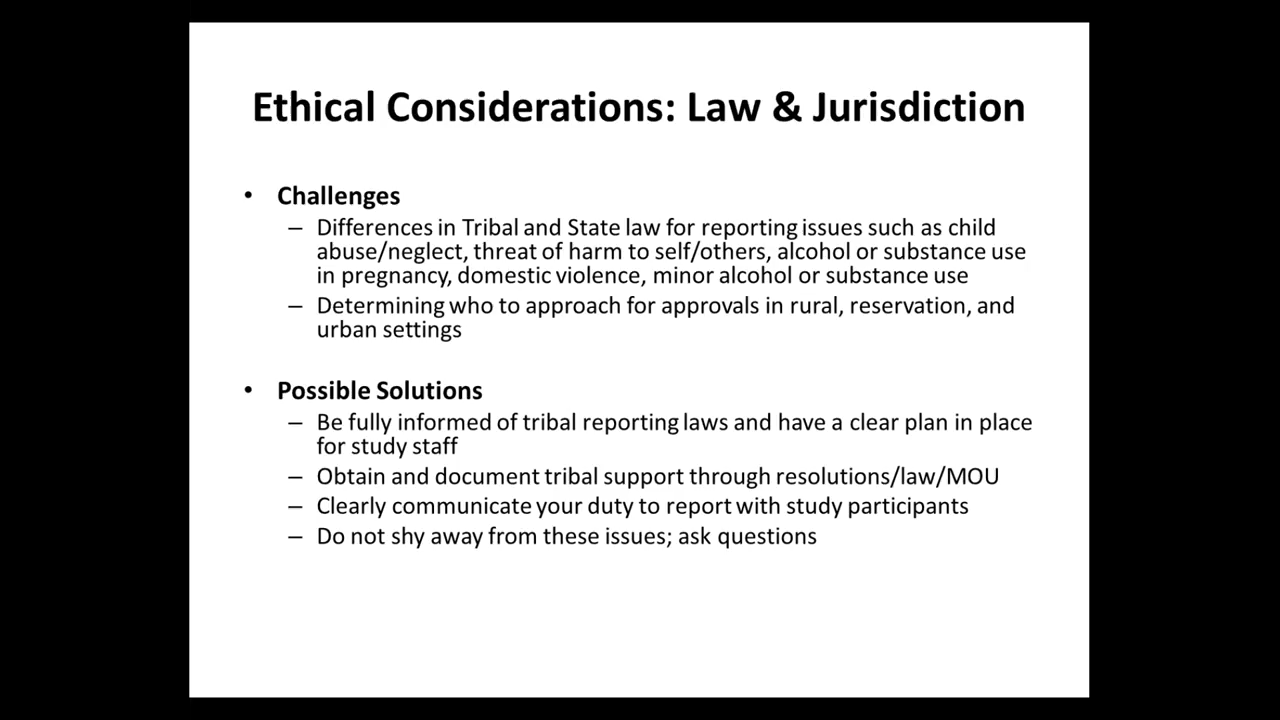 Ethical Considerations: Law & Jurisdiction
• Challenges
– Differences in Tribal and State law for reporting issues such as child
abuse/neglect, threat of harm to self/others, alcohol or substance use
in pregnancy, domestic violence, minor alcohol or substance use
– Determining who to approach for approvals in rural, reservation, and
urban settings
• Possible Solutions
– Be fully informed of tribal reporting laws and have a clear plan in place
for study staff
– Obtain and document tribal support through resolutions/law/MOU
– Clearly communicate your duty to report with study participants
– Do not shy away from these issues; ask questions